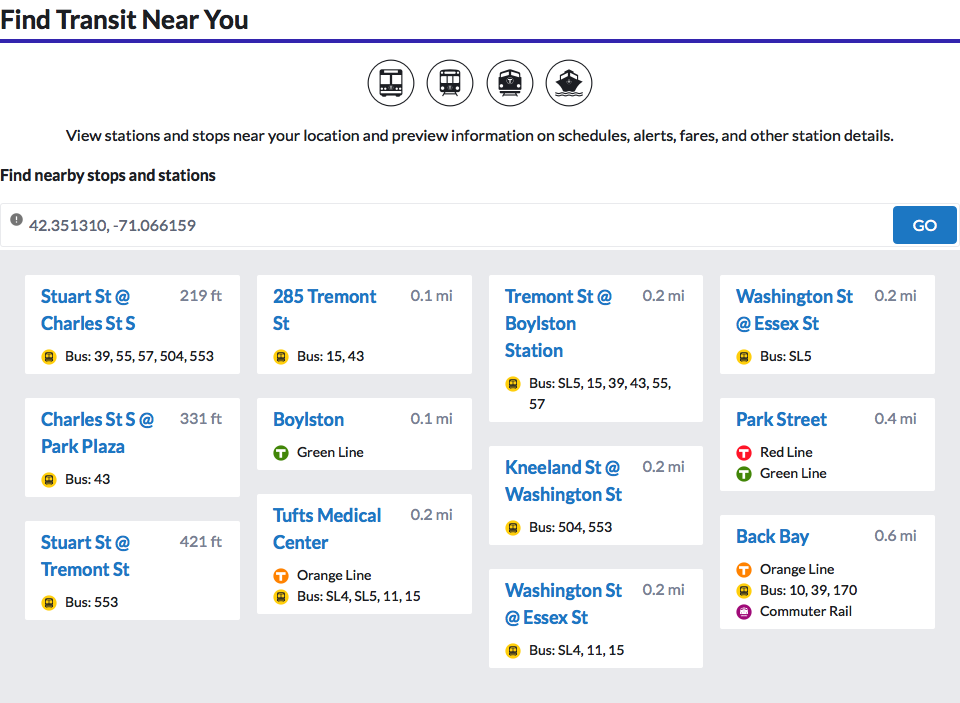 Find Transit Near You
View stations and stops near your location and preview information on schedules, alerts, fares, and other station details.
Find nearby stops and stations
42.351310, -71.066159
GO
Stuart St @ 219 ft
Charles St S
Bus: 39, 55, 57, 504, 553
Charles St S @ 331 ft
Park Plaza
Bus: 43
Stuart St @ 421 ft
Tremont St
Bus: 553
285 Tremont 0.1 mi
St
Bus: 15, 43
Boylston 0.1 mi
T Green Line
Tufts Medical 0.2 mi
Center
T Orange Line
Bus: SL4, SL5, 11, 15
Tremont St @ 0.2 mi
Boylston
Station
Bus: SL5, 15, 39, 43, 55,
57
Kneeland St @ 0.2 mi
Washington St
Bus: 504, 553
Washington St 0.2 mi
@ Essex St
Bus: SL4, 11, 15
Washington St 0.2 mi
@ Essex St
Bus: SL5
Park Street 0.4 mi
T Red Line
T Green Line
Back Bay 0.6 mi
T Orange Line
Bus: 10, 39, 170
Commuter Rail